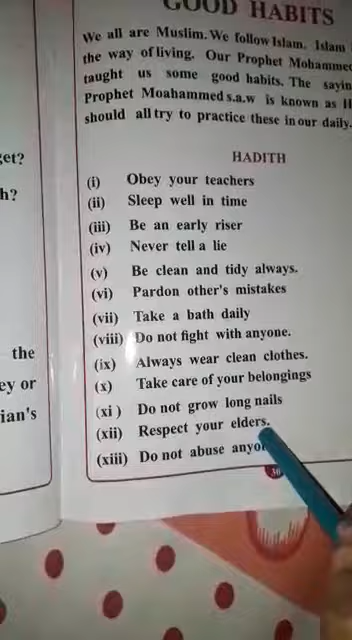 GOOD HABITS
We all are Muslim. We follow Islam. Islam
the way of living. Our Prophet Mohammed
taught us some good habits. The sayin
Prophet Moahammed s.a.w is known as H
should all try to practice these in our daily.
HADITH
(i) Obey your teachers
(ii) Sleep well in time
(iii) Be an early riser
(iv) Never tell a lie
(v) Be clean and tidy always.
(vi) Pardon other's mistakes
(vii) Take a bath daily
(viii) Do not fight with anyone.
(ix) Always wear clean clothes.
(x) Take care of your belongings
(xi) Do not grow long nails
(xii) Respect your elders.
(xiii) Do not abuse anyo
get?
h?
the
ey or
ian's